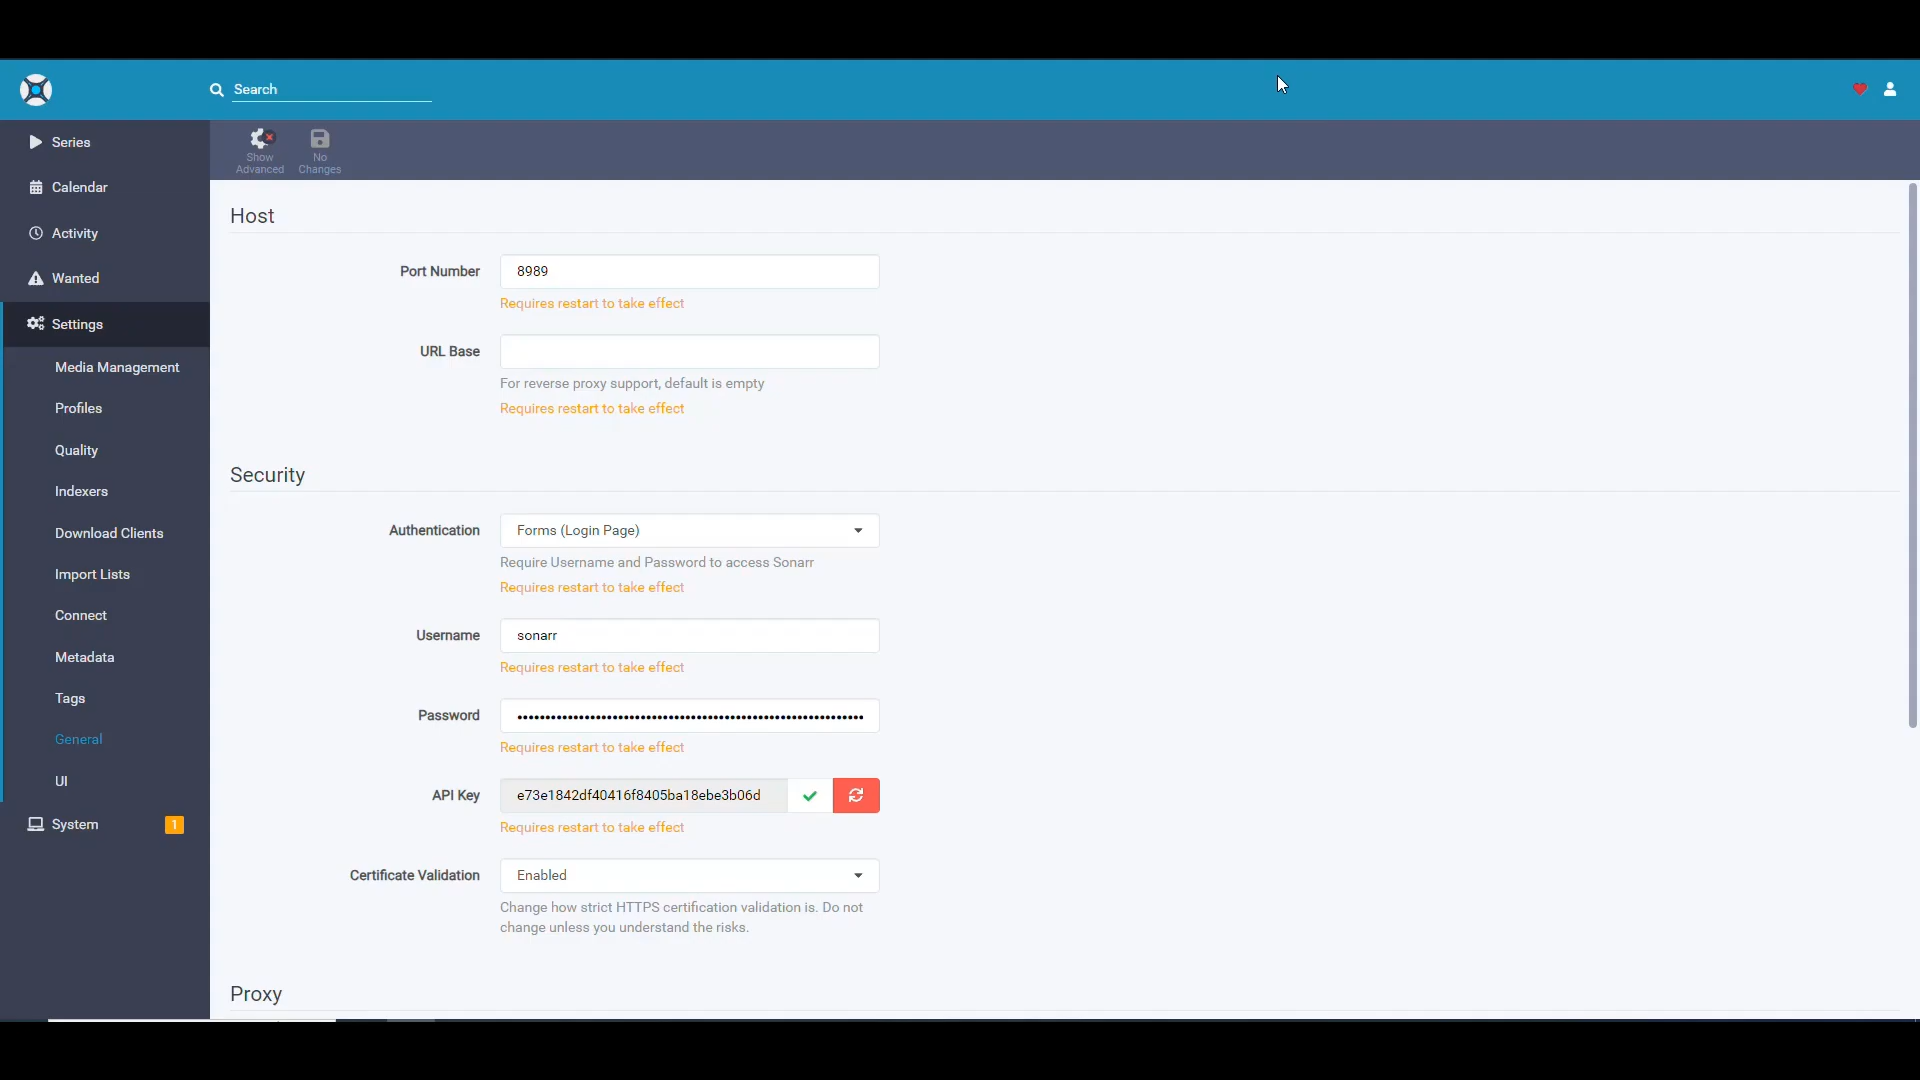 Search
Series
Calendar
Activity
Wanted
Settings
Media Management
Profiles
Quality
Indexers
Download Clients
Import Lists
Connect
Metadata
Tags
General
UI
System 1
Show
Advanced
No
Changes
Host
Port Number 8989
Requires restart to take effect
URL Base
For reverse proxy support, default is empty
Requires restart to take effect
Security
Authentication Forms (Login Page)
Require Username and Password to access Sonarr
Requires restart to take effect
Username sonarr
Requires restart to take effect
Password ••••••••••••••••••••••••••••••••••••••••••••••••••••••••••••••••
Requires restart to take effect
API Key e73e1842df40416f8405ba18ebe3b06d
Requires restart to take effect
Certificate Validation Enabled
Change how strict HTTPS certification validation is. Do not
change unless you understand the risks.
Proxy